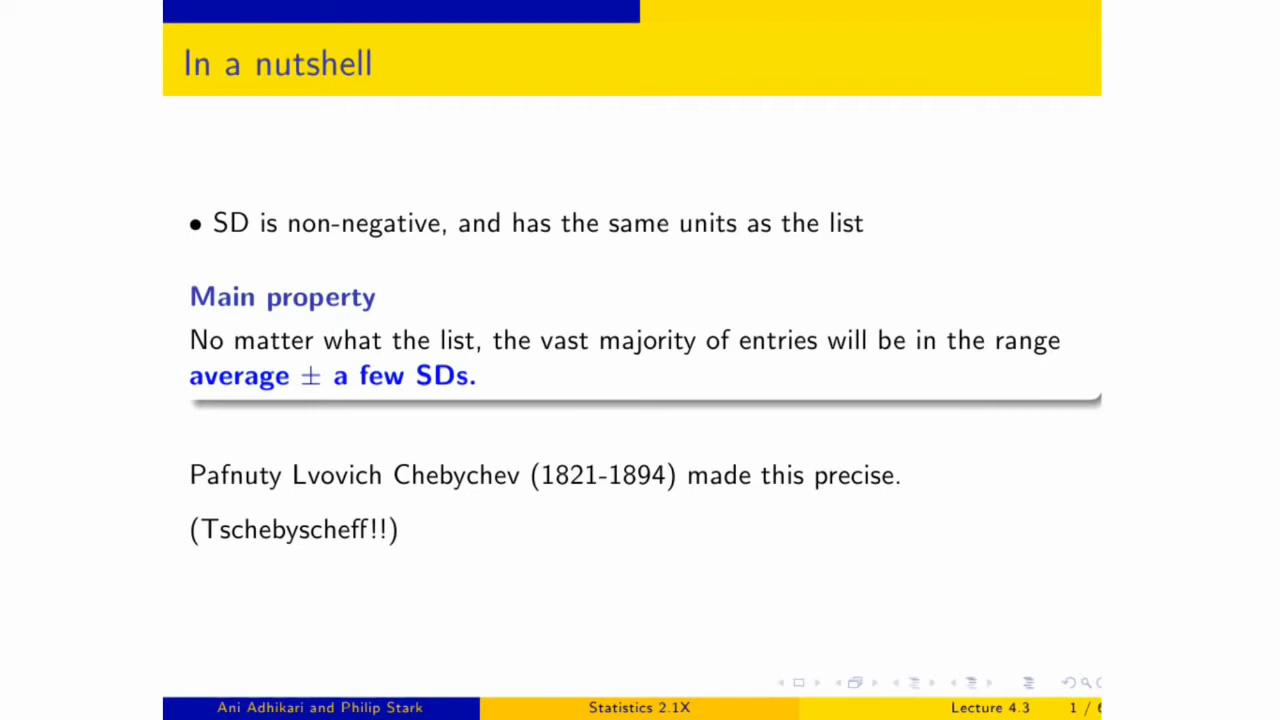 In a nutshell
• SD is non-negative, and has the same units as the list
Main property
No matter what the list, the vast majority of entries will be in the range
average ± a few SDs.
Pafnuty Lvovich Chebychev (1821-1894) made this precise.
(Tschebyscheff!!)
Ani Adhikari and Philip Stark Statistics 2.1X Lecture 4.3 1 /